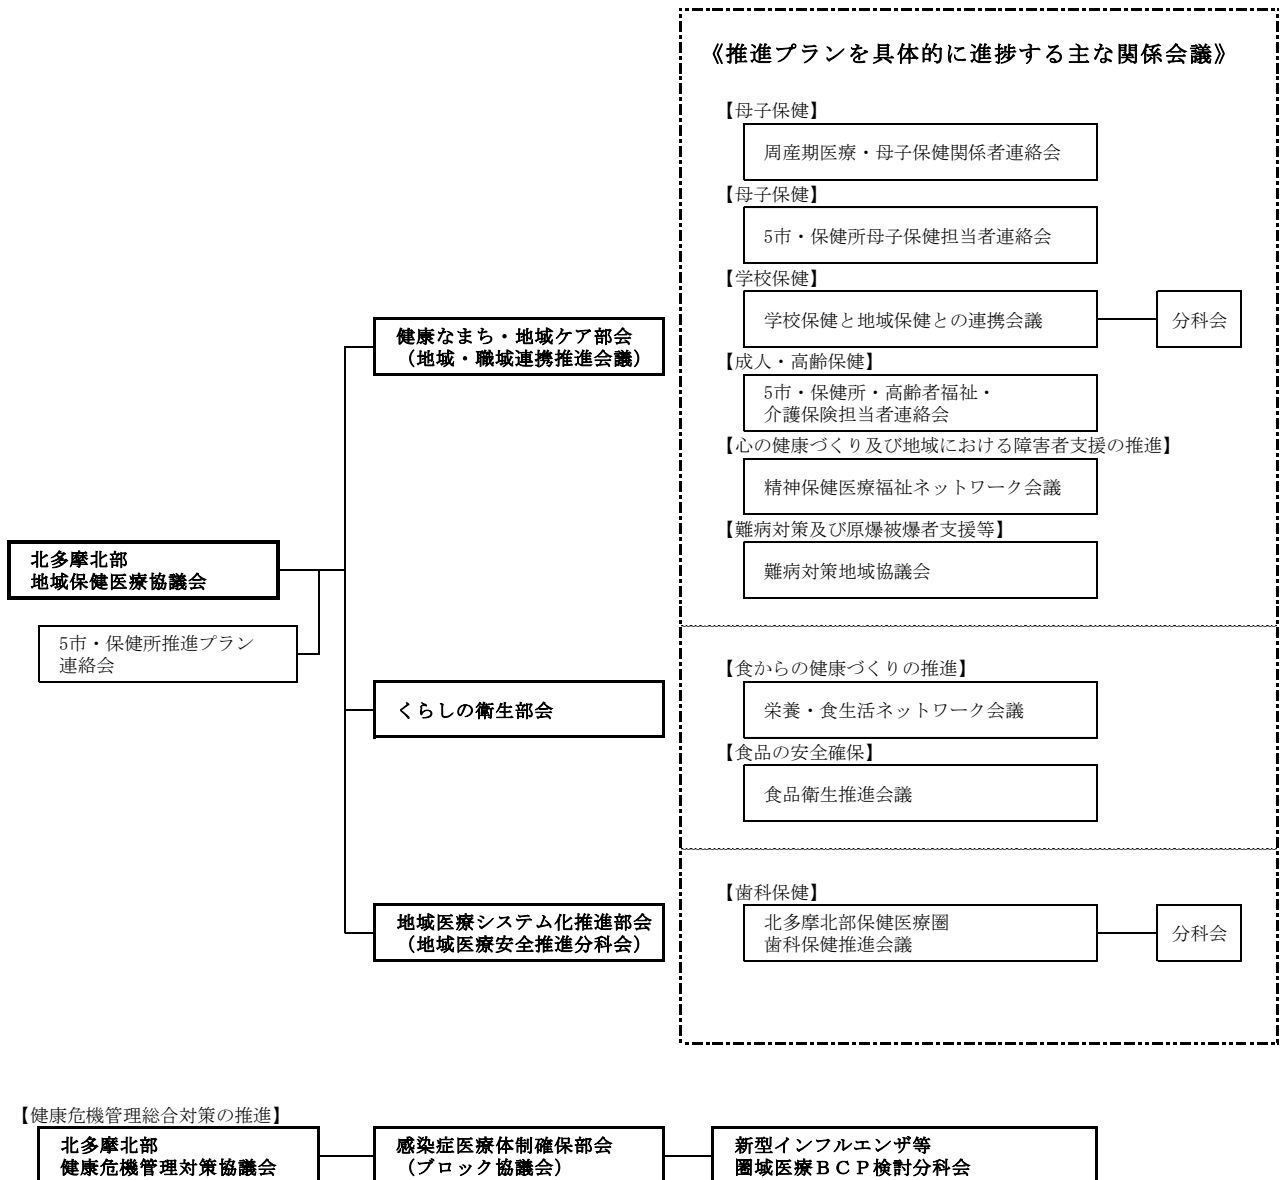 《推進プランを具体的に進捗する主な関係会議》
【母子保健】
周産期医療・母子保健関係者連絡会
【母子保健】
5市・保健所母子保健担当者連絡会
【学校保健】
学校保健と地域保健との連携会議
分科会
健康なまち・地域ケア部会
（地域・職域連携推進会議）
【成人・高齢保健】
5市・保健所・高齢者福祉・
介護保険担当者連絡会
【心の健康づくり及び地域における障害者支援の推進】
精神保健医療福祉ネットワーク会議
【難病対策及び原爆被爆者支援等】
難病対策地域協議会
北多摩北部
地域保健医療協議会
5市・保健所推進プラン
連絡会
くらしの衛生部会
【食からの健康づくりの推進】
栄養・食生活ネットワーク会議
【食品の安全確保】
食品衛生推進会議
地域医療システム化推進部会
（地域医療安全推進分科会）
【歯科保健】
北多摩北部保健医療圏
歯科保健推進会議
分科会
【健康危機管理総合対策の推進】
北多摩北部
健康危機管理対策協議会
感染症医療体制確保部会
（ブロック協議会）
新型インフルエンザ等
圏域医療ＢＣＰ検討分科会